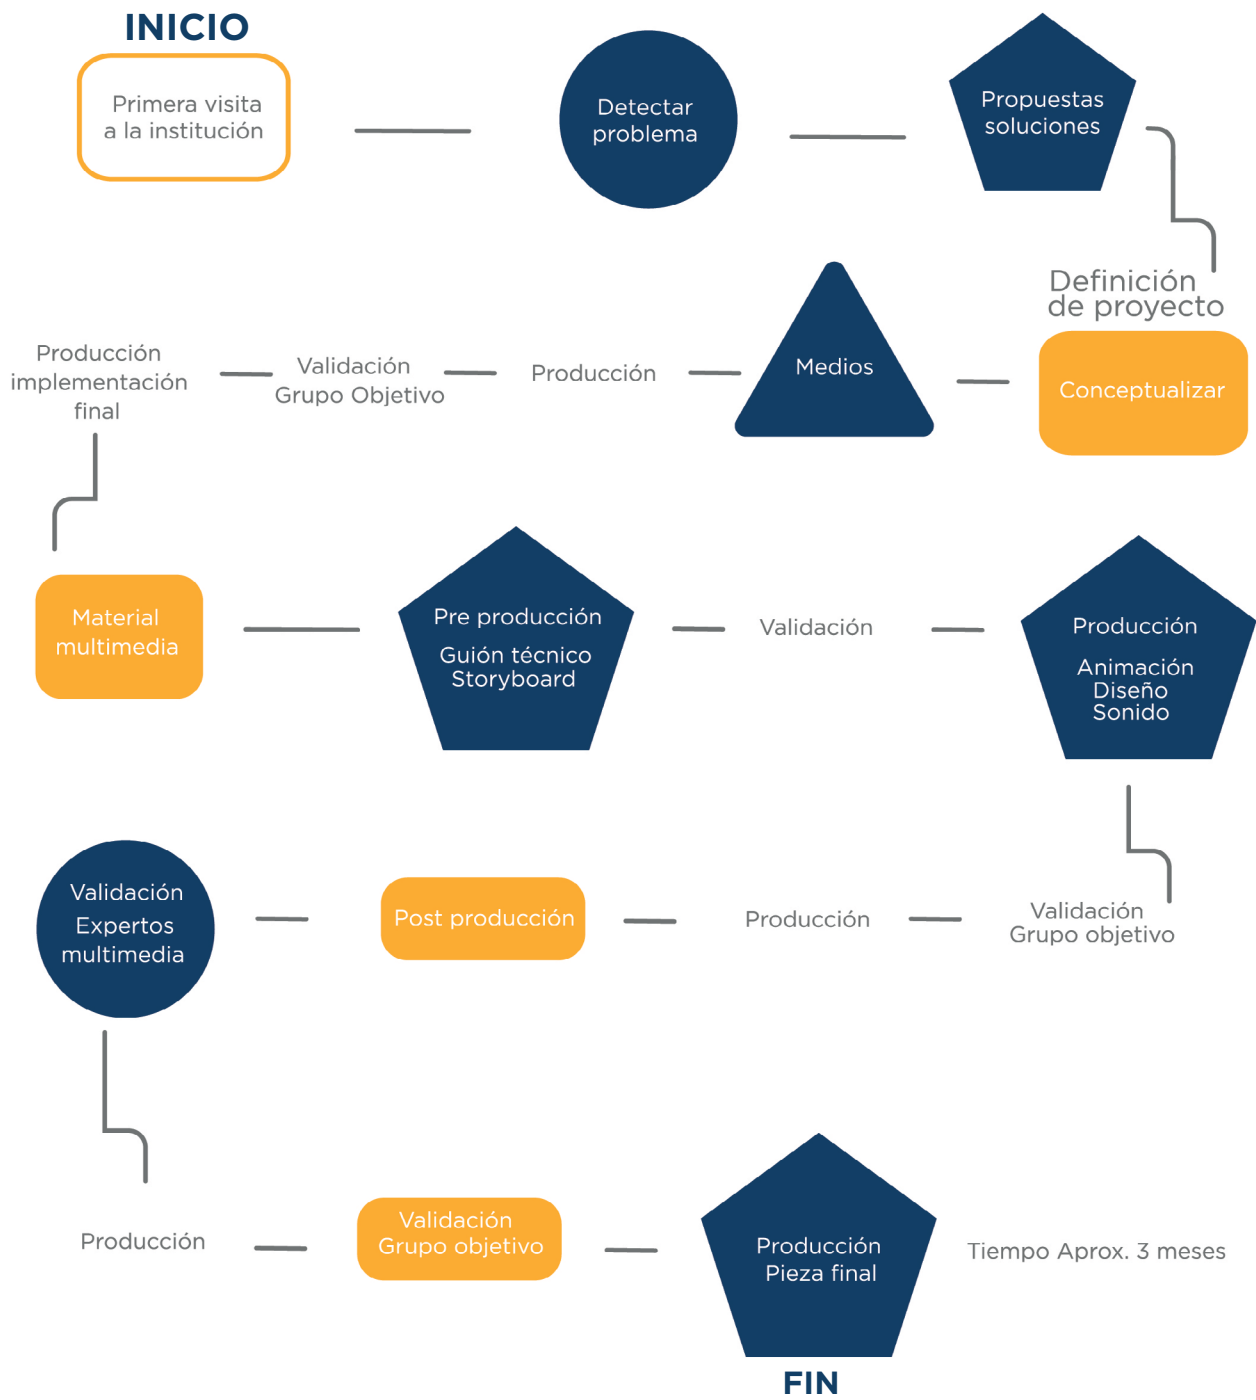 INICIO
Primera visita
a la institución
Detectar
problema
Propuestas
soluciones
Definición
de proyecto
Conceptualizar
Medios
Producción
Validación
Grupo Objetivo
Producción
implementación
final
Material
multimedia
Pre producción
Guión técnico
Storyboard
Validación
Producción
Animación
Diseño
Sonido
Validación
Grupo objetivo
Producción
Post producción
Validación
Expertos
multimedia
Producción
Validación
Grupo objetivo
Producción
Pieza final
Tiempo Aprox. 3 meses
FIN